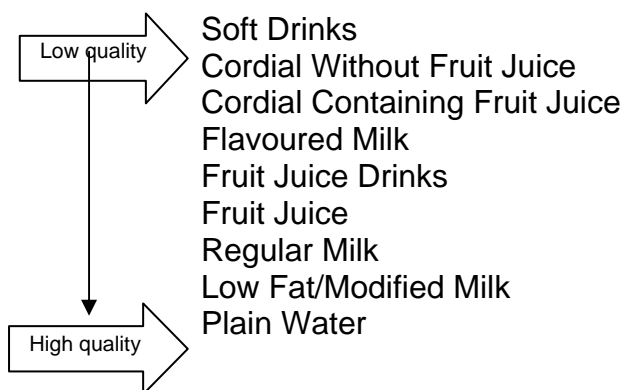 Low quality
Soft Drinks
Cordial Without Fruit Juice
Cordial Containing Fruit Juice
Flavoured Milk
Fruit Juice Drinks
Fruit Juice
Regular Milk
Low Fat/Modified Milk
Plain Water
High quality